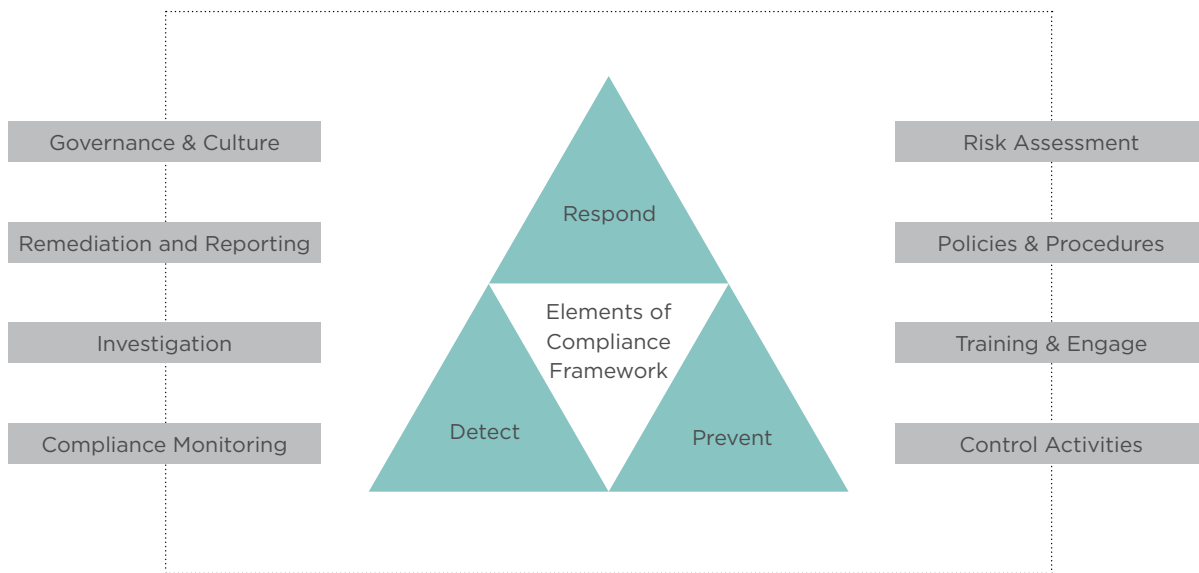 Governance & Culture
Remediation and Reporting
Investigation
Compliance Monitoring
Respond
Elements of
Compliance
Framework
Detect
Prevent
Risk Assessment
Policies & Procedures
Training & Engage
Control Activities